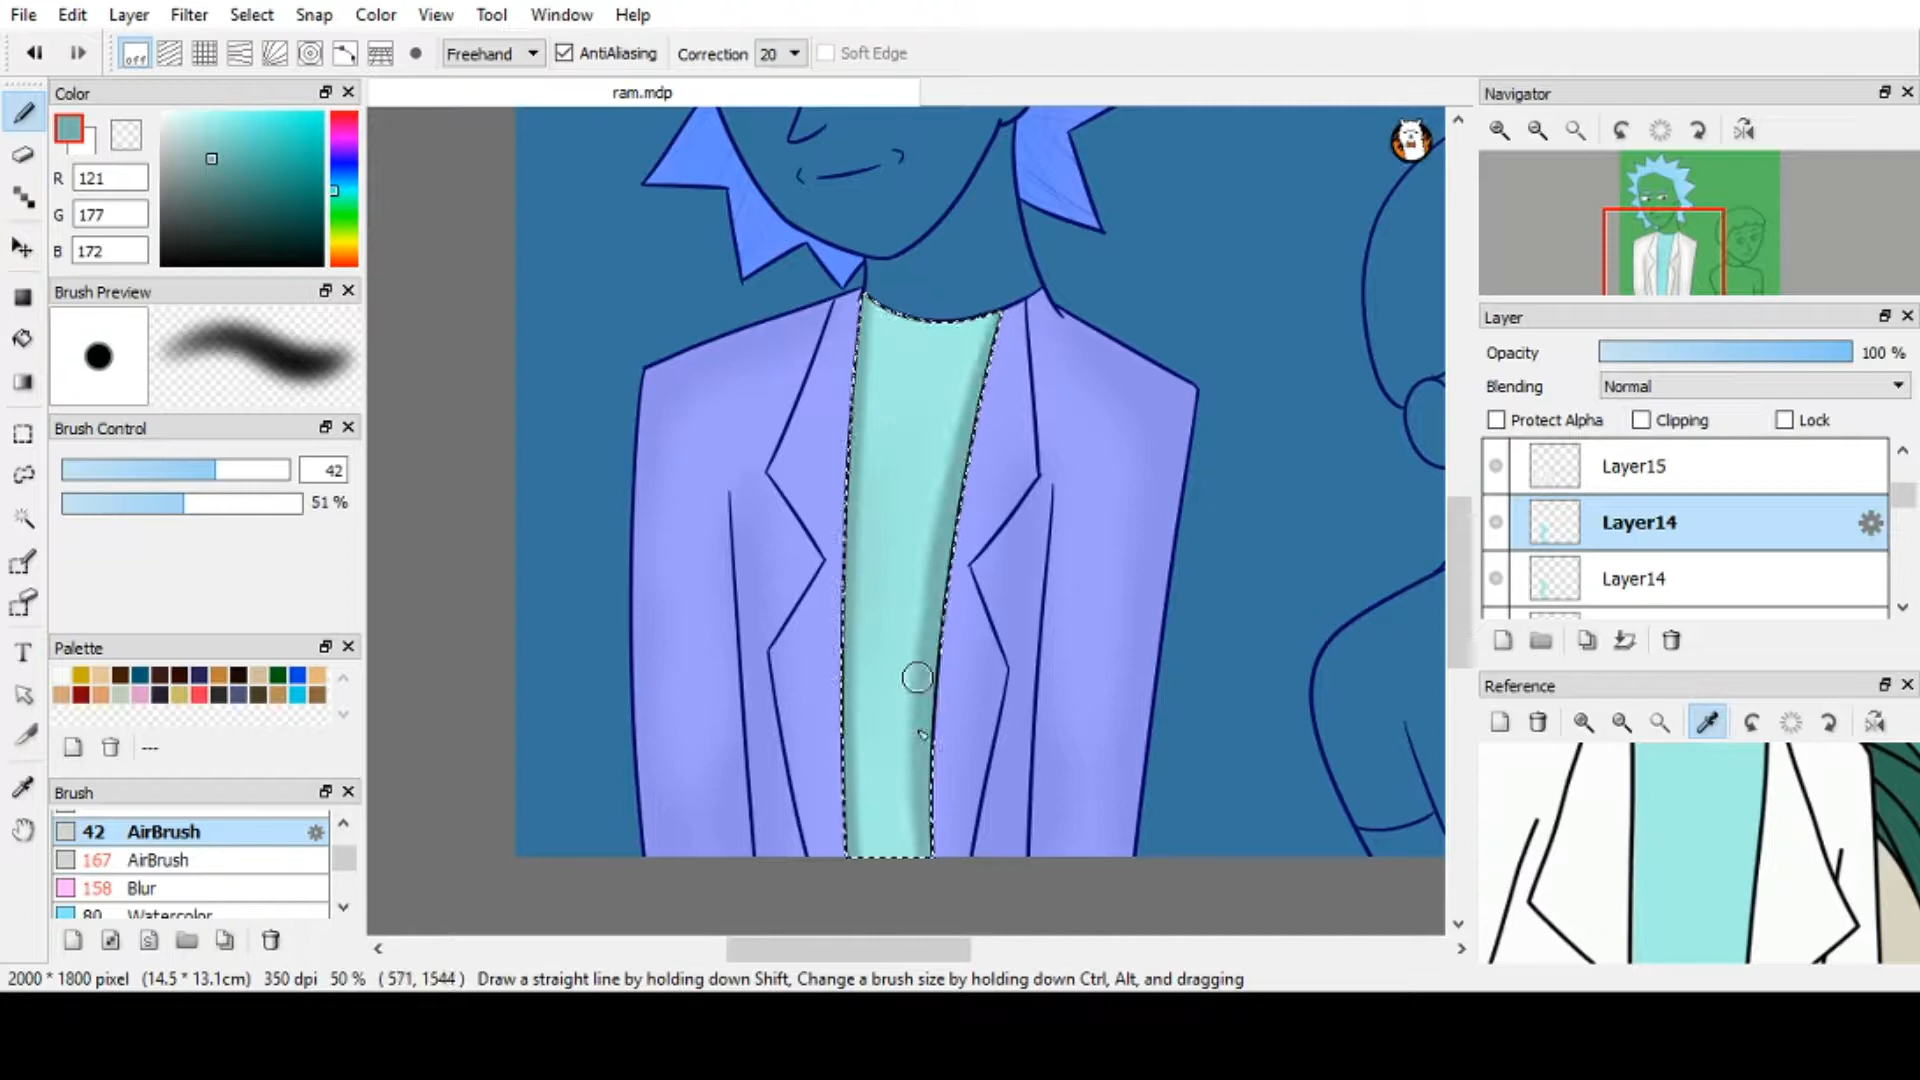 File Edit Layer Filter Select Snap Color View Tool Window Help
off Freehand AntiAliasing Correction 20 Soft Edge
Color
ram.mdp
Navigator
R 121
G 177
B 172
Brush Preview
Layer
Opacity 100 %
Blending Normal
Protect Alpha Clipping Lock
Brush Control
42
51 %
Layer15
Layer14
Layer14
Palette
---
Reference
Brush
42 AirBrush
167 AirBrush
158 Blur
80 Watercolor
T
2000 * 1800 pixel (14.5 * 13.1cm) 350 dpi 50 % ( 571, 1544 ) Draw a straight line by holding down Shift, Change a brush size by holding down Ctrl, Alt, and dragging